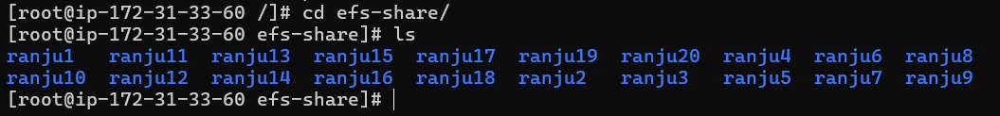 [root@ip-172-31-33-60 /]# cd efs-share/
[root@ip-172-31-33-60 efs-share]# ls
ranju1   ranju11  ranju13  ranju15  ranju17  ranju19  ranju20  ranju4  ranju6  ranju8
ranju10  ranju12  ranju14  ranju16  ranju18  ranju2   ranju3   ranju5  ranju7  ranju9
[root@ip-172-31-33-60 efs-share]#